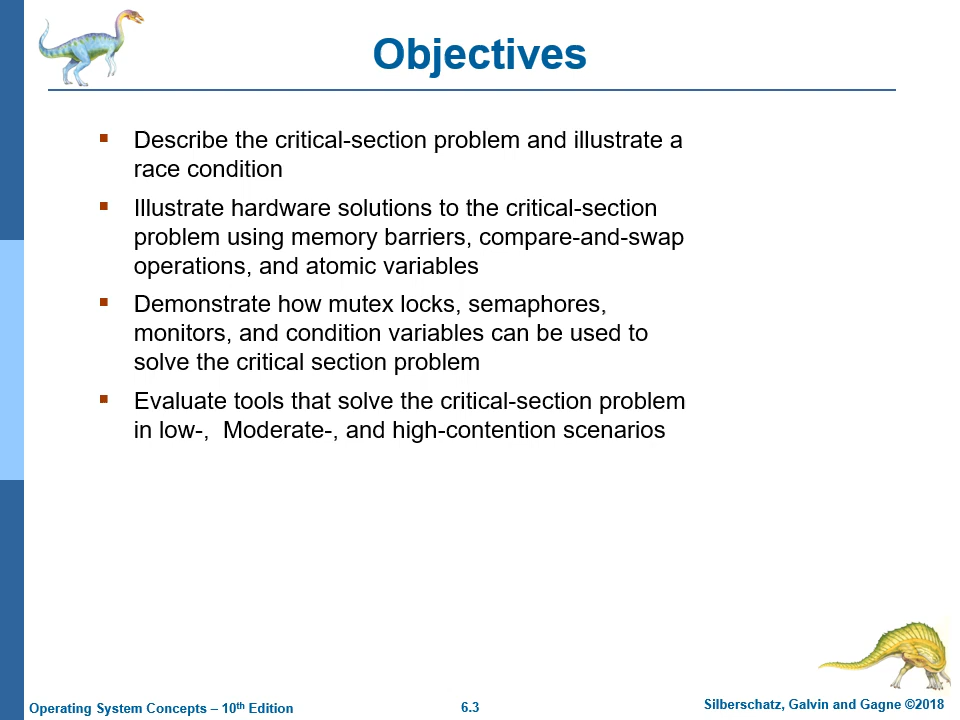 Objectives
▪ Describe the critical-section problem and illustrate a
race condition
▪ Illustrate hardware solutions to the critical-section
problem using memory barriers, compare-and-swap
operations, and atomic variables
▪ Demonstrate how mutex locks, semaphores,
monitors, and condition variables can be used to
solve the critical section problem
▪ Evaluate tools that solve the critical-section problem
in low-,  Moderate-, and high-contention scenarios
Operating System Concepts – 10th Edition
6.3
Silberschatz, Galvin and Gagne ©2018